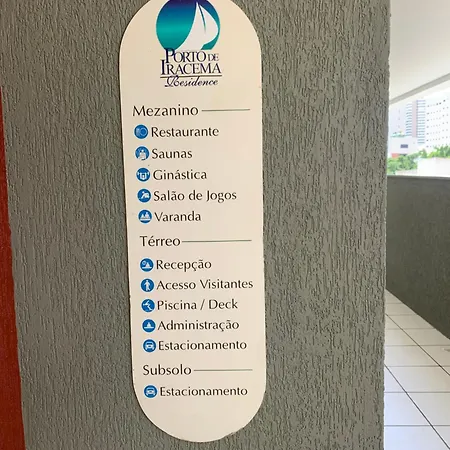 PORTO DE
IRACEMA
Residence
Mezanino
Restaurante
Saunas
Ginástica
Salão de Jogos
Varanda
Térreo
Recepção
Acesso Visitantes
Piscina / Deck
Administração
Estacionamento
Subsolo
Estacionamento